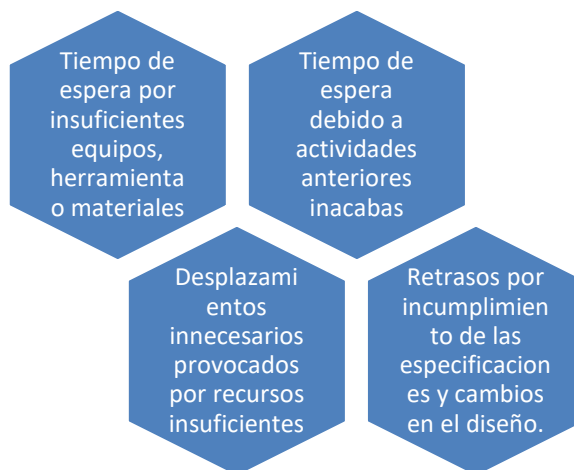 Tiempo de
espera por
insuficientes
equipos,
herramienta
o materiales
Tiempo de
espera
debido a
actividades
anteriores
inacabas
Desplazami
entos
innecesarios
provocados
por recursos
insuficientes
Retrasos por
incumplimien
to de las
especificacion
es y cambios
en el diseño.